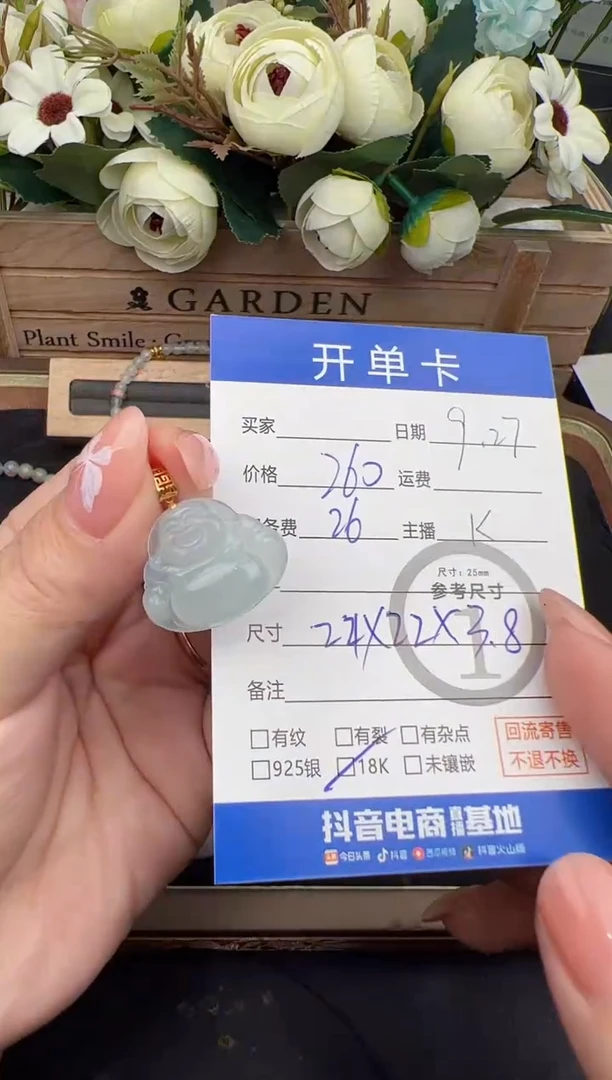 GARDEN
Plant Smile
开单卡
买家 日期 9.27
价格 260 运费
务费 26 主播 K
尺寸：25mm
参考尺寸
1
尺寸 24X22X3.8
备注
□有纹 □有裂 □有杂点
□925银 □18K □未镶嵌
回流寄售
不退不换
抖音电商直播基地
今日头条 抖音 西瓜视频 抖音火山版